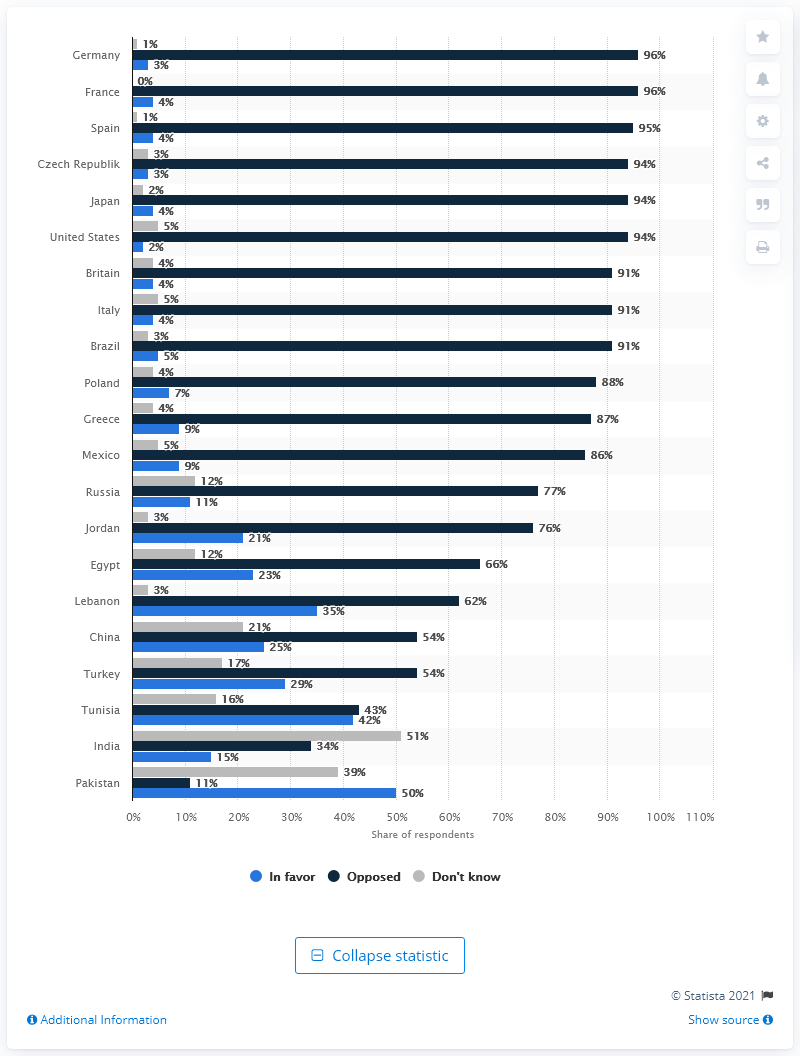 1%
Germany 96%
3%
0%
France 96%
4%
1%
Spain 95%
4%
3%
Czech Republik 94%
3%
2%
Japan 94%
4%
5%
United States 94%
2%
4%
Britain 91%
4%
5%
Italy 91%
4%
3%
Brazil 91%
5%
4%
Poland 88%
7%
4%
Greece 87%
9%
5%
Mexico 86%
9%
12%
Russia 77%
11%
3%
Jordan 76%
21%
12%
Egypt 66%
23%
3%
Lebanon 62%
35%
21%
China 54%
25%
17%
Turkey 54%
29%
16%
Tunisia 43%
42%
51%
India 34%
15%
39%
Pakistan 11%
50%
0% 10% 20% 30% 40% 50% 60% 70% 80% 90% 100% 110%
Share of respondents
In favor Opposed Don't know
Collapse statistic
© Statista 2021
Additional Information Show source